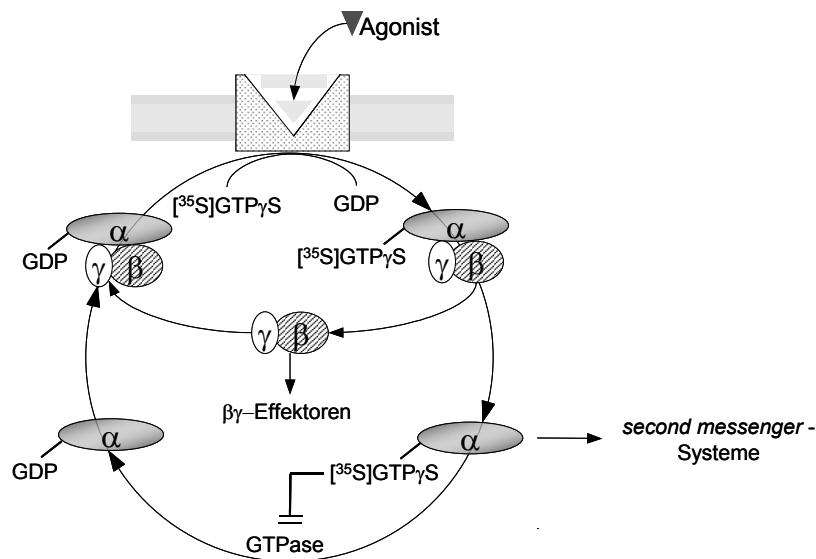 Agonist
[³⁵S]GTPγS
GDP
α
GDP
γ
β
α
[³⁵S]GTPγS
γ
β
γ
β
βγ–Effektoren
α
GDP
α
[³⁵S]GTPγS
second messenger -
Systeme
GTPase